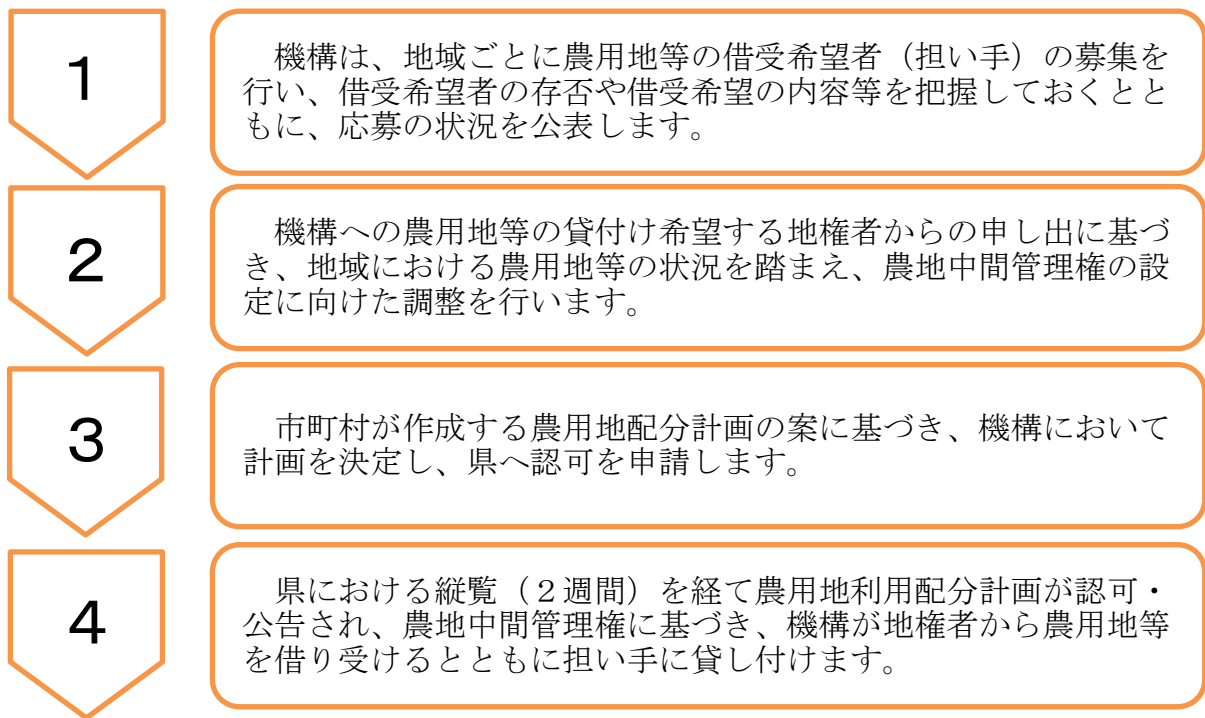 1
機構は、地域ごとに農用地等の借受希望者（担い手）の募集を
行い、借受希望者の存否や借受希望の内容等を把握しておくとと
もに、応募の状況を公表します。
2
機構への農用地等の貸付け希望する地権者からの申し出に基づ
き、地域における農用地等の状況を踏まえ、農地中間管理権の設
定に向けた調整を行います。
3
市町村が作成する農用地配分計画の案に基づき、機構において
計画を決定し、県へ認可を申請します。
4
県における縦覧（２週間）を経て農用地利用配分計画が認可・
公告され、農地中間管理権に基づき、機構が地権者から農用地等
を借り受けるとともに担い手に貸し付けます。